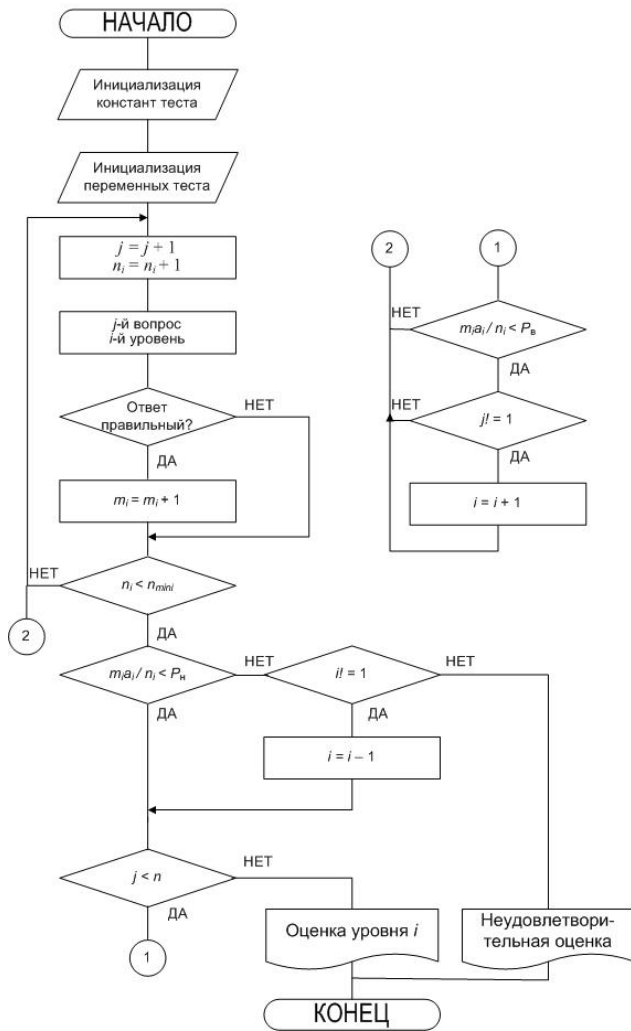 НАЧАЛО
Инициализация
констант теста
Инициализация
переменных теста
j = j + 1
nᵢ = nᵢ + 1
j-й вопрос
i-й уровень
Ответ
правильный?
НЕТ
ДА
mᵢ = mᵢ + 1
НЕТ
nᵢ < nₘᵢₙᵢ
2
ДА
mᵢaᵢ / nᵢ < Pн
НЕТ
i! = 1
НЕТ
ДА
ДА
i = i – 1
j < n
НЕТ
ДА
1
Оценка уровня i
Неудовлетвори-
тельная оценка
КОНЕЦ
2
1
НЕТ
mᵢaᵢ / nᵢ < Pв
ДА
НЕТ
j! = 1
ДА
i = i + 1